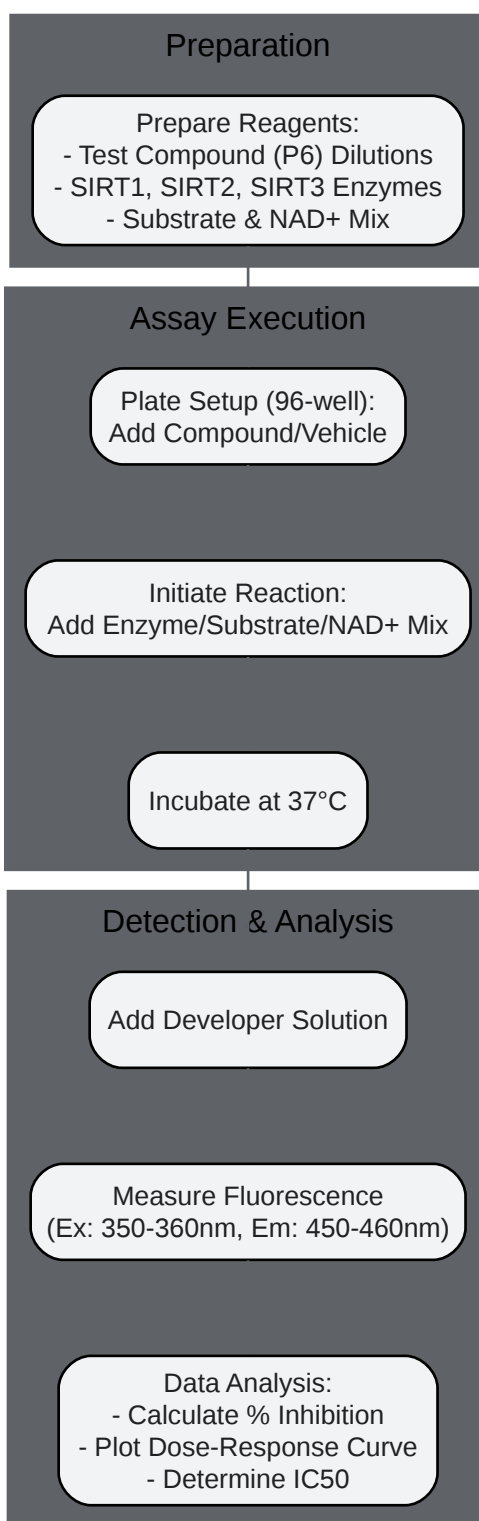 Preparation
Prepare Reagents:
- Test Compound (P6) Dilutions
- SIRT1, SIRT2, SIRT3 Enzymes
- Substrate & NAD+ Mix
Assay Execution
Plate Setup (96-well):
Add Compound/Vehicle
Initiate Reaction:
Add Enzyme/Substrate/NAD+ Mix
Incubate at 37°C
Detection & Analysis
Add Developer Solution
Measure Fluorescence
(Ex: 350-360nm, Em: 450-460nm)
Data Analysis:
- Calculate % Inhibition
- Plot Dose-Response Curve
- Determine IC50